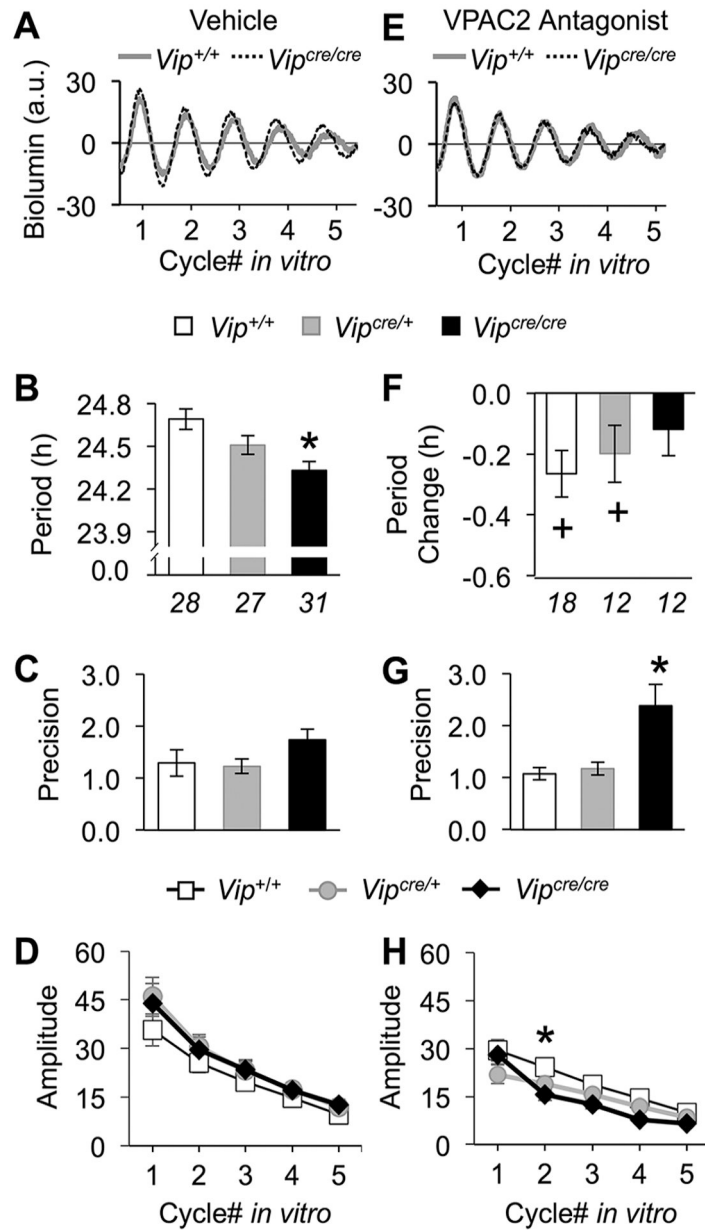 A Vehicle
Vip+/+ Vipcre/cre
Biolumin (a.u.)
30
0
-30
1 2 3 4 5
Cycle# in vitro
E VPAC2 Antagonist
Vip+/+ Vipcre/cre
30
0
-30
1 2 3 4 5
Cycle# in vitro
Vip+/+ Vipcre/+ Vipcre/cre
B
Period (h)
24.8
24.5
24.2
23.9
0.0
*
28 27 31
F
Period
Change (h)
0.0
-0.2
-0.4
-0.6
+ +
18 12 12
C
Precision
3.0
2.0
1.0
0.0
G
Precision
3.0
2.0
1.0
0.0
*
Vip+/+ Vipcre/+ Vipcre/cre
D
Amplitude
60
45
30
15
0
1 2 3 4 5
Cycle# in vitro
H
Amplitude
60
45
30
15
0
*
1 2 3 4 5
Cycle# in vitro